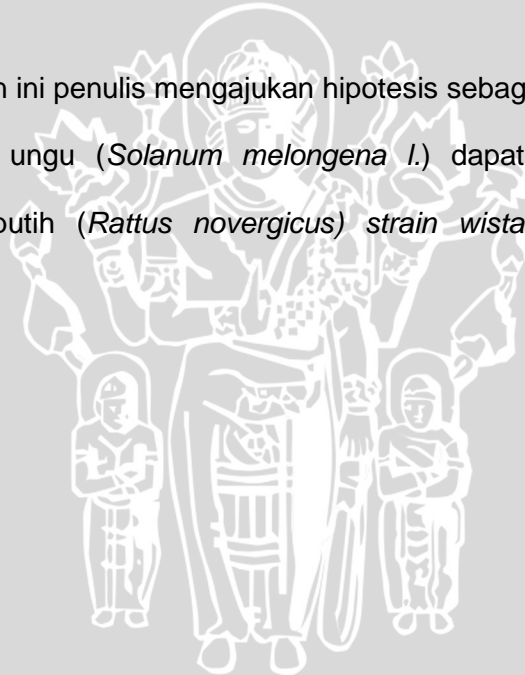 ini penulis mengajukan hipotesis sebag
ungu (Solanum melongena l.) dapat
putih (Rattus novergicus) strain wista